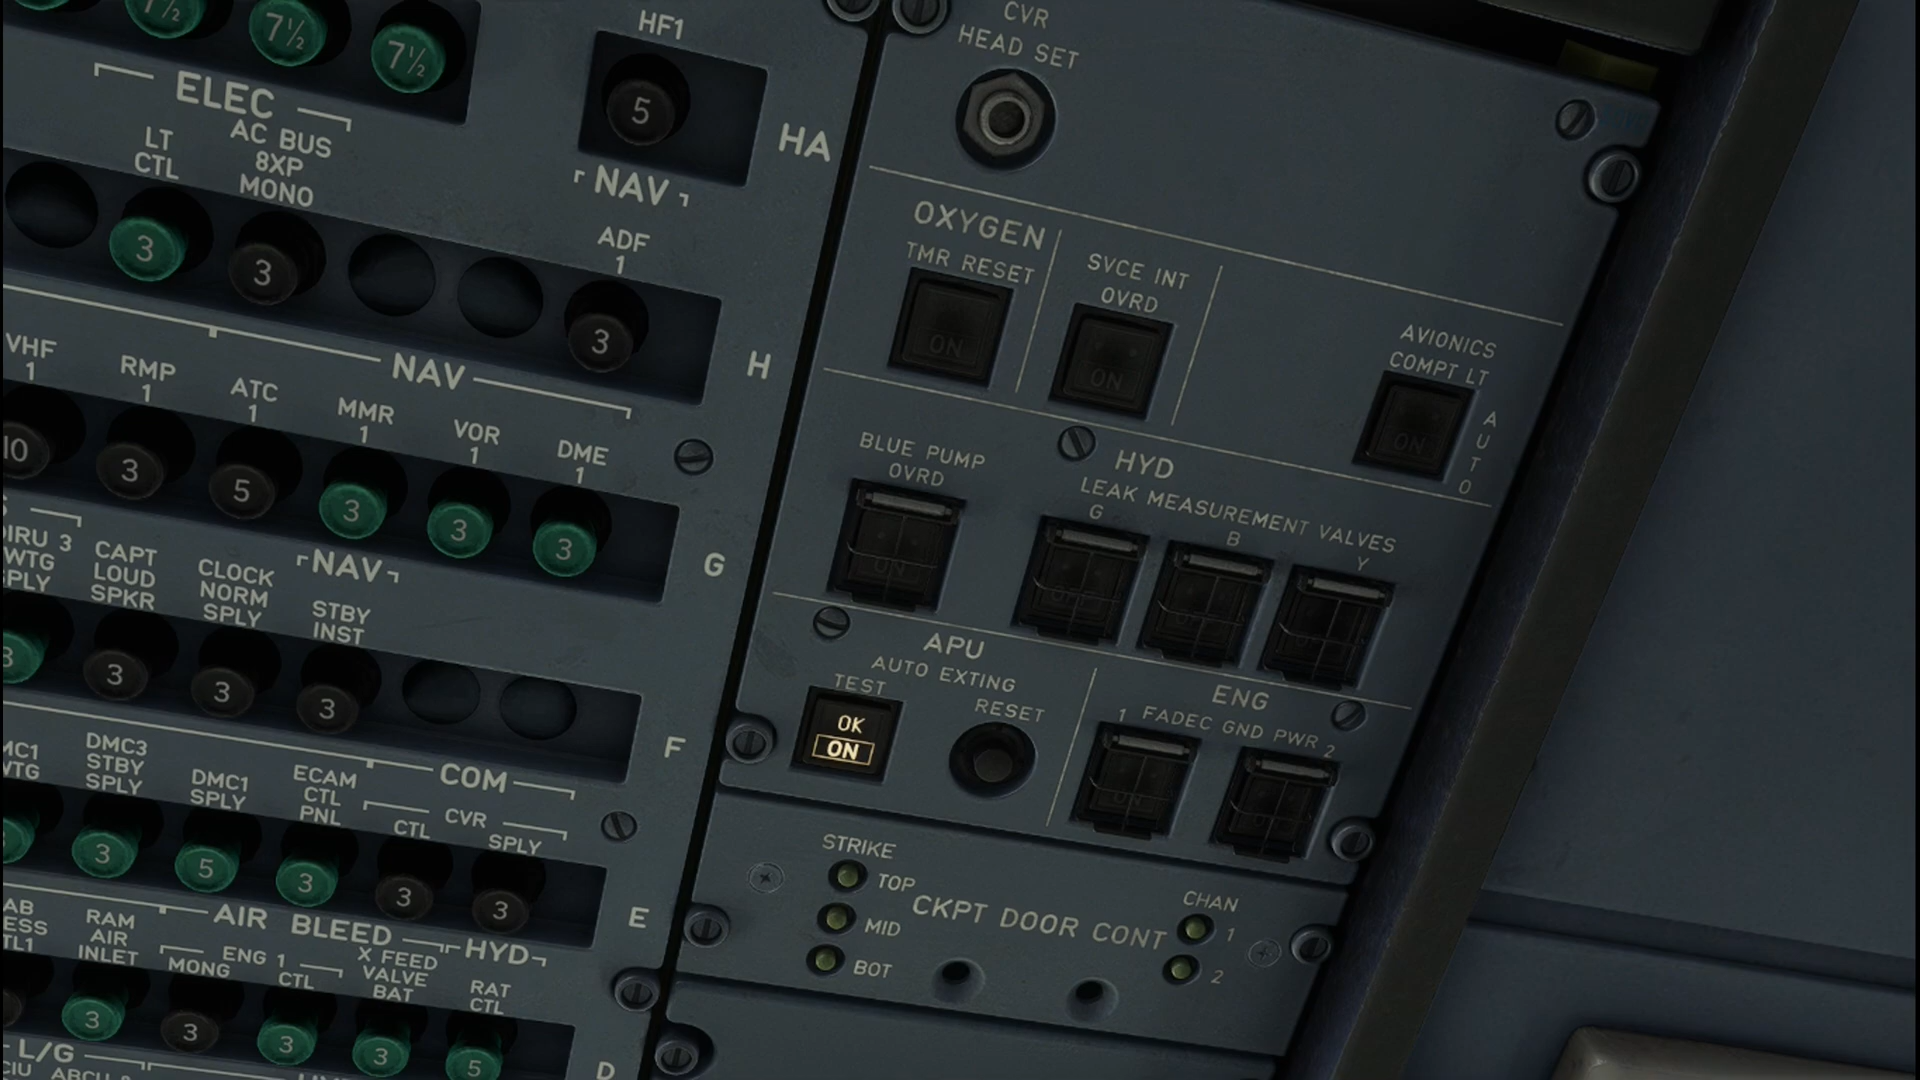 7½
7½
7½
HF1
5
ELEC
LT
CTL
AC BUS
8XP
MONO
HA
NAV
ADF
1
3
3
3
NAV
H
VHF
1
RMP
1
ATC
1
MMR
1
VOR
1
DME
1
10
3
5
3
3
3
G
CAPT
LOUD
SPKR
CLOCK
NORM
SPLY
NAV
STBY
INST
3
3
3
3
F
COM
DMC3
STBY
SPLY
DMC1
SPLY
ECAM
CTL
PNL
CVR
CTL
SPLY
3
5
3
3
3
E
AIR BLEED
HYD
RAM
AIR
INLET
ENG 1
MONG
CTL
X FEED
VALVE
BAT
RAT
CTL
3
3
3
3
5
D
L/G
CVR
HEAD SET
OXYGEN
TMR RESET
ON
SVCE INT
OVRD
ON
AVIONICS
COMPT LT
ON
AUTO
BLUE PUMP
OVRD
ON
HYD
LEAK MEASUREMENT VALVES
G
B
Y
APU
AUTO EXTING
TEST
RESET
OK
ON
ENG
1 FADEC GND PWR 2
ON
STRIKE
TOP
MID
BOT
CKPT DOOR CONT
CHAN
1
2